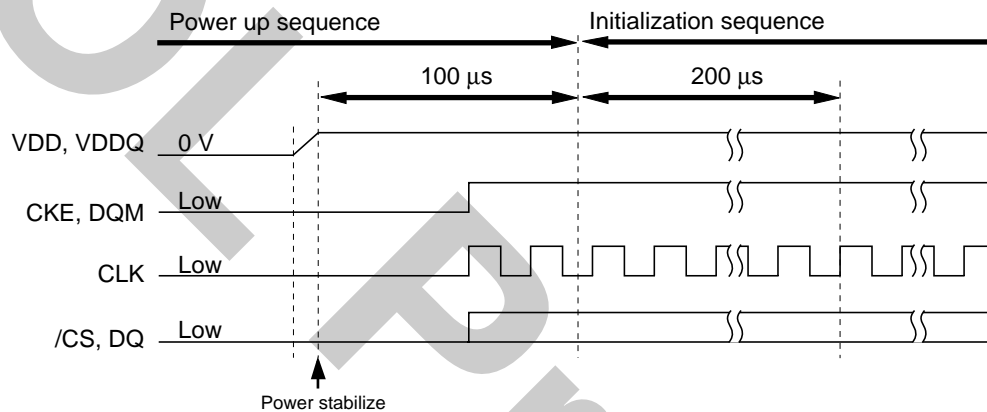 Power up sequence
Initialization sequence
100 μs
200 μs
VDD, VDDQ
0 V
CKE, DQM
Low
CLK
Low
/CS, DQ
Low
Power stabilize